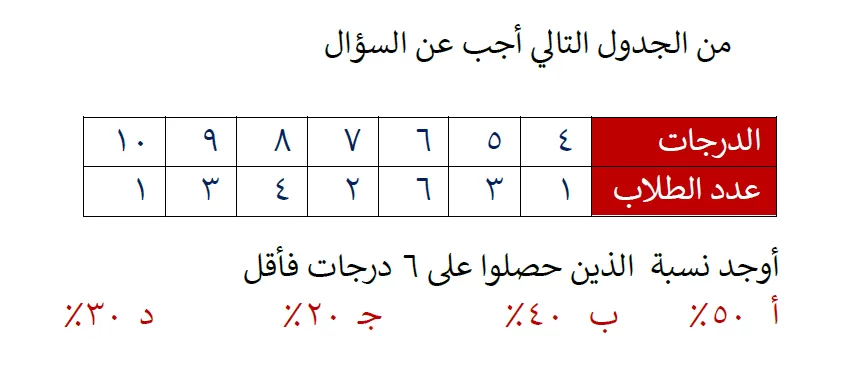 من الجدول التالي أجب عن السؤال
الدرجات ٤ ٥ ٦ ٧ ٨ ٩ ١٠
عدد الطلاب ١ ٣ ٦ ٢ ٤ ٣ ١
أوجد نسبة الذين حصلوا على ٦ درجات فأقل
أ ٥٠٪ ب ٤٠٪ جـ ٢٠٪ د ٣٠٪